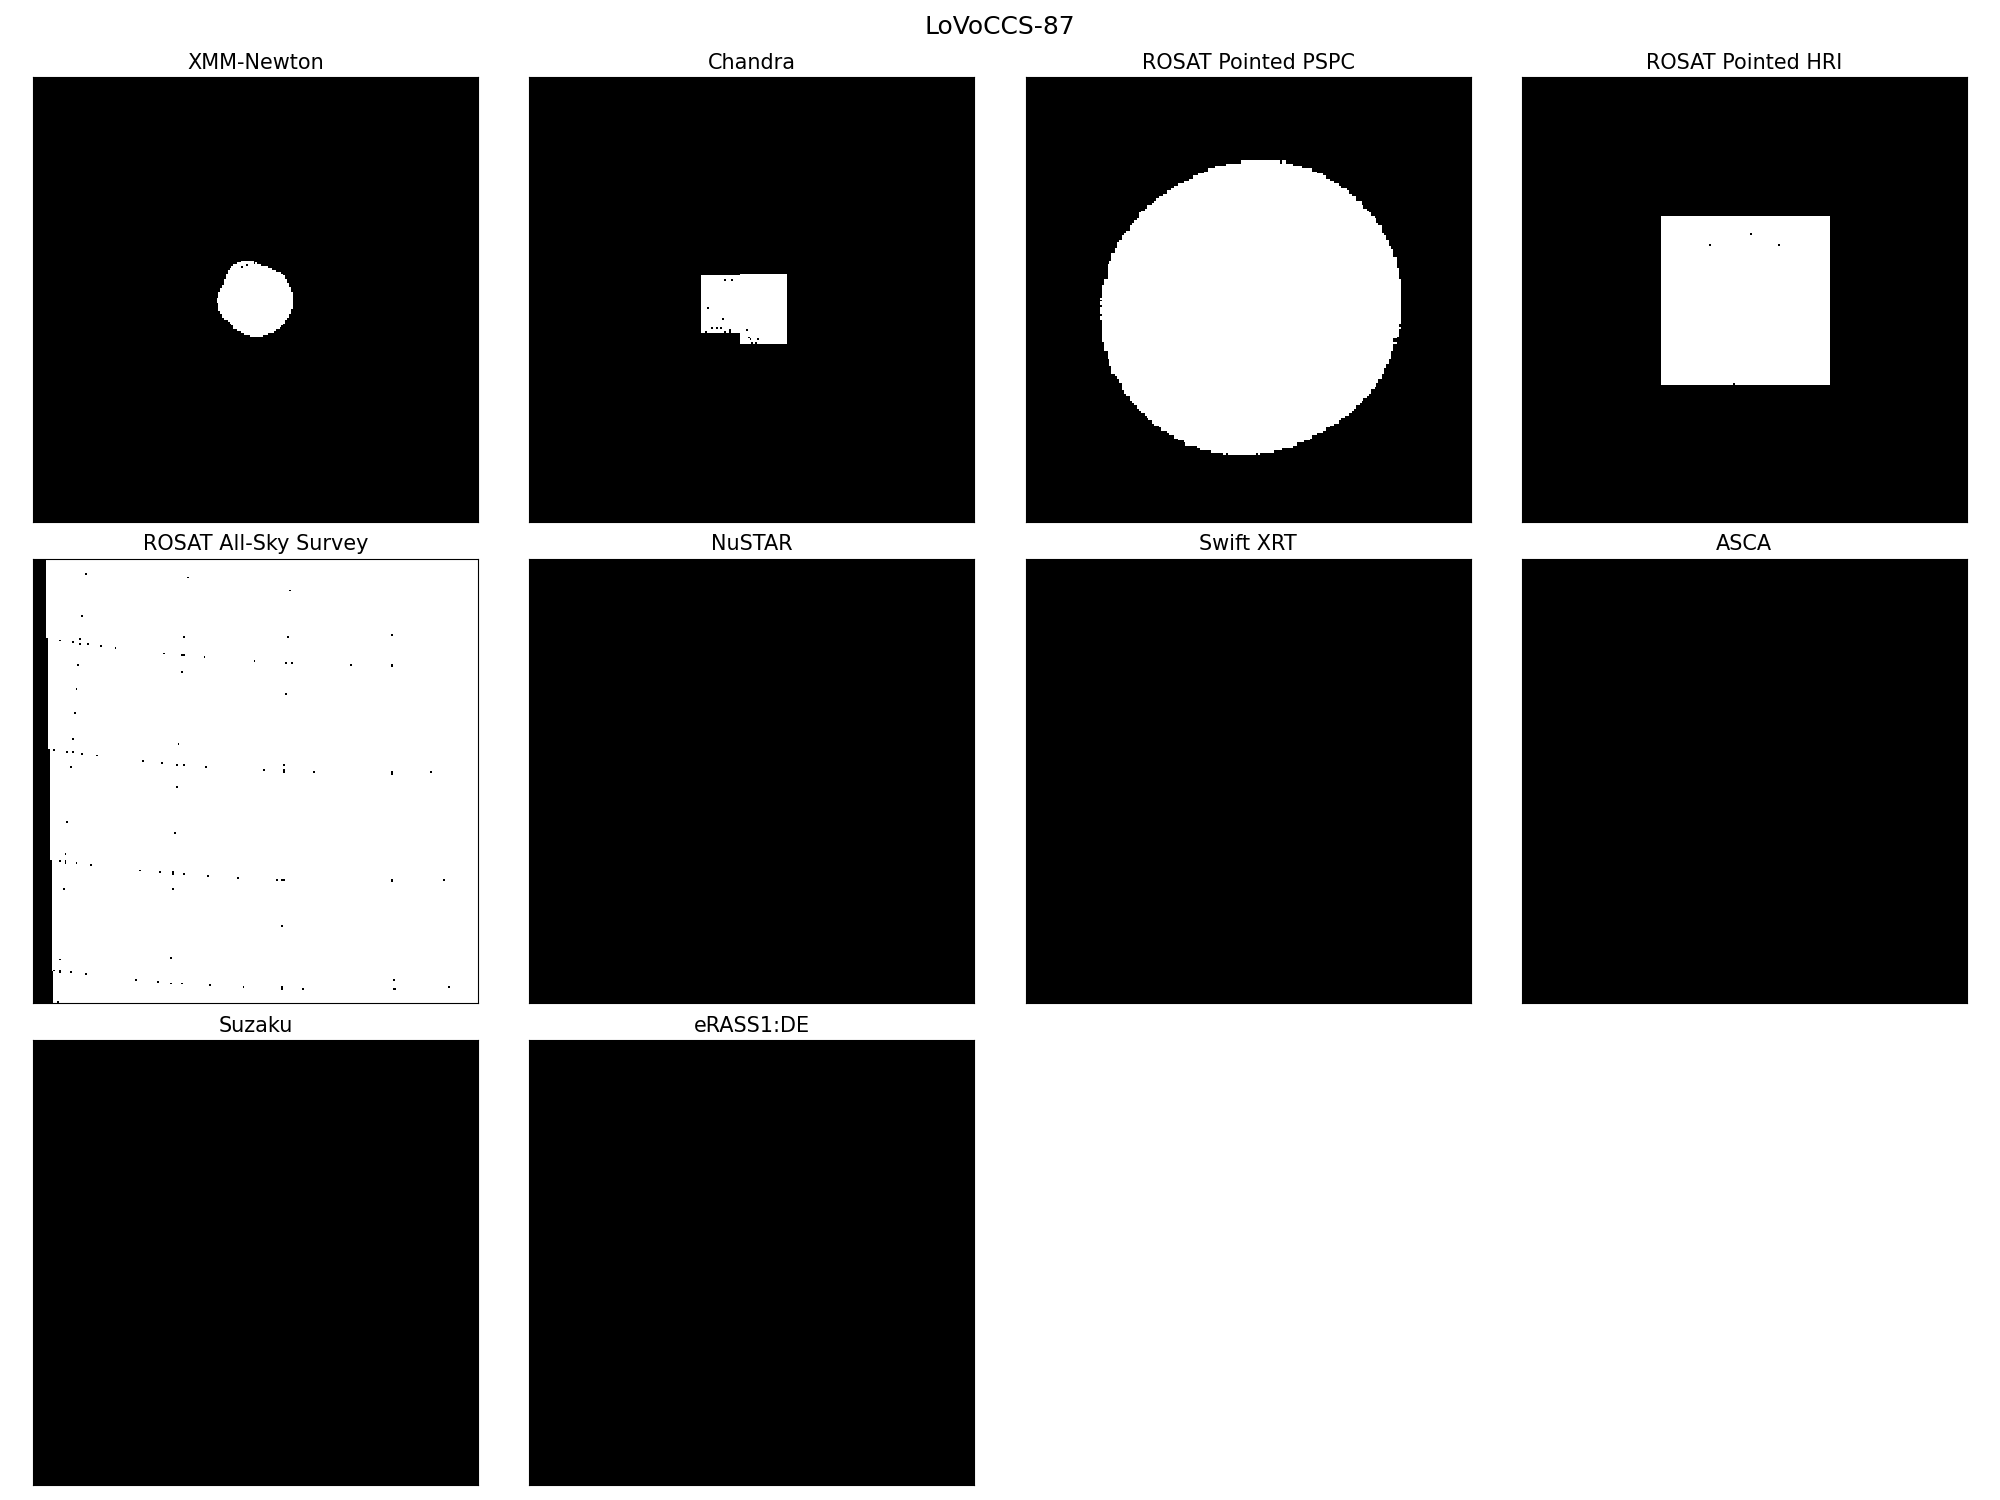 LoVoCCS-87
XMM-Newton
Chandra
ROSAT Pointed PSPC
ROSAT Pointed HRI
ROSAT All-Sky Survey
NuSTAR
Swift XRT
ASCA
Suzaku
eRASS1:DE